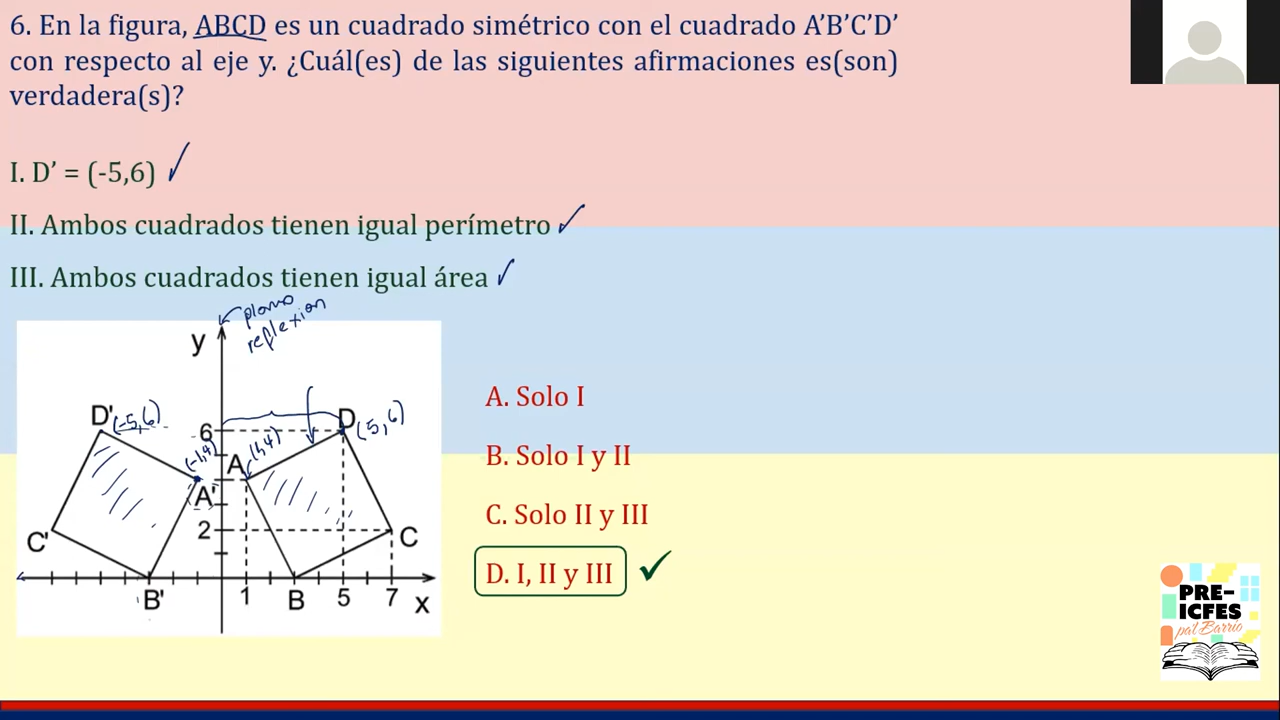 6. En la figura, ABCD es un cuadrado simétrico con el cuadrado A'B'C'D'
con respecto al eje y. ¿Cuál(es) de las siguientes afirmaciones es(son)
verdadera(s)?
I. D' = (-5,6)
II. Ambos cuadrados tienen igual perímetro
III. Ambos cuadrados tienen igual área
plano
reflexion
y
D'
(-5,6)
6
D
(5,6)
(-1,4)
A
(1,4)
A'
2
C'
C
B'
1
B
5
7
x
A. Solo I
B. Solo I y II
C. Solo II y III
D. I, II y III
PRE-
ICFES
pa'l Barrio